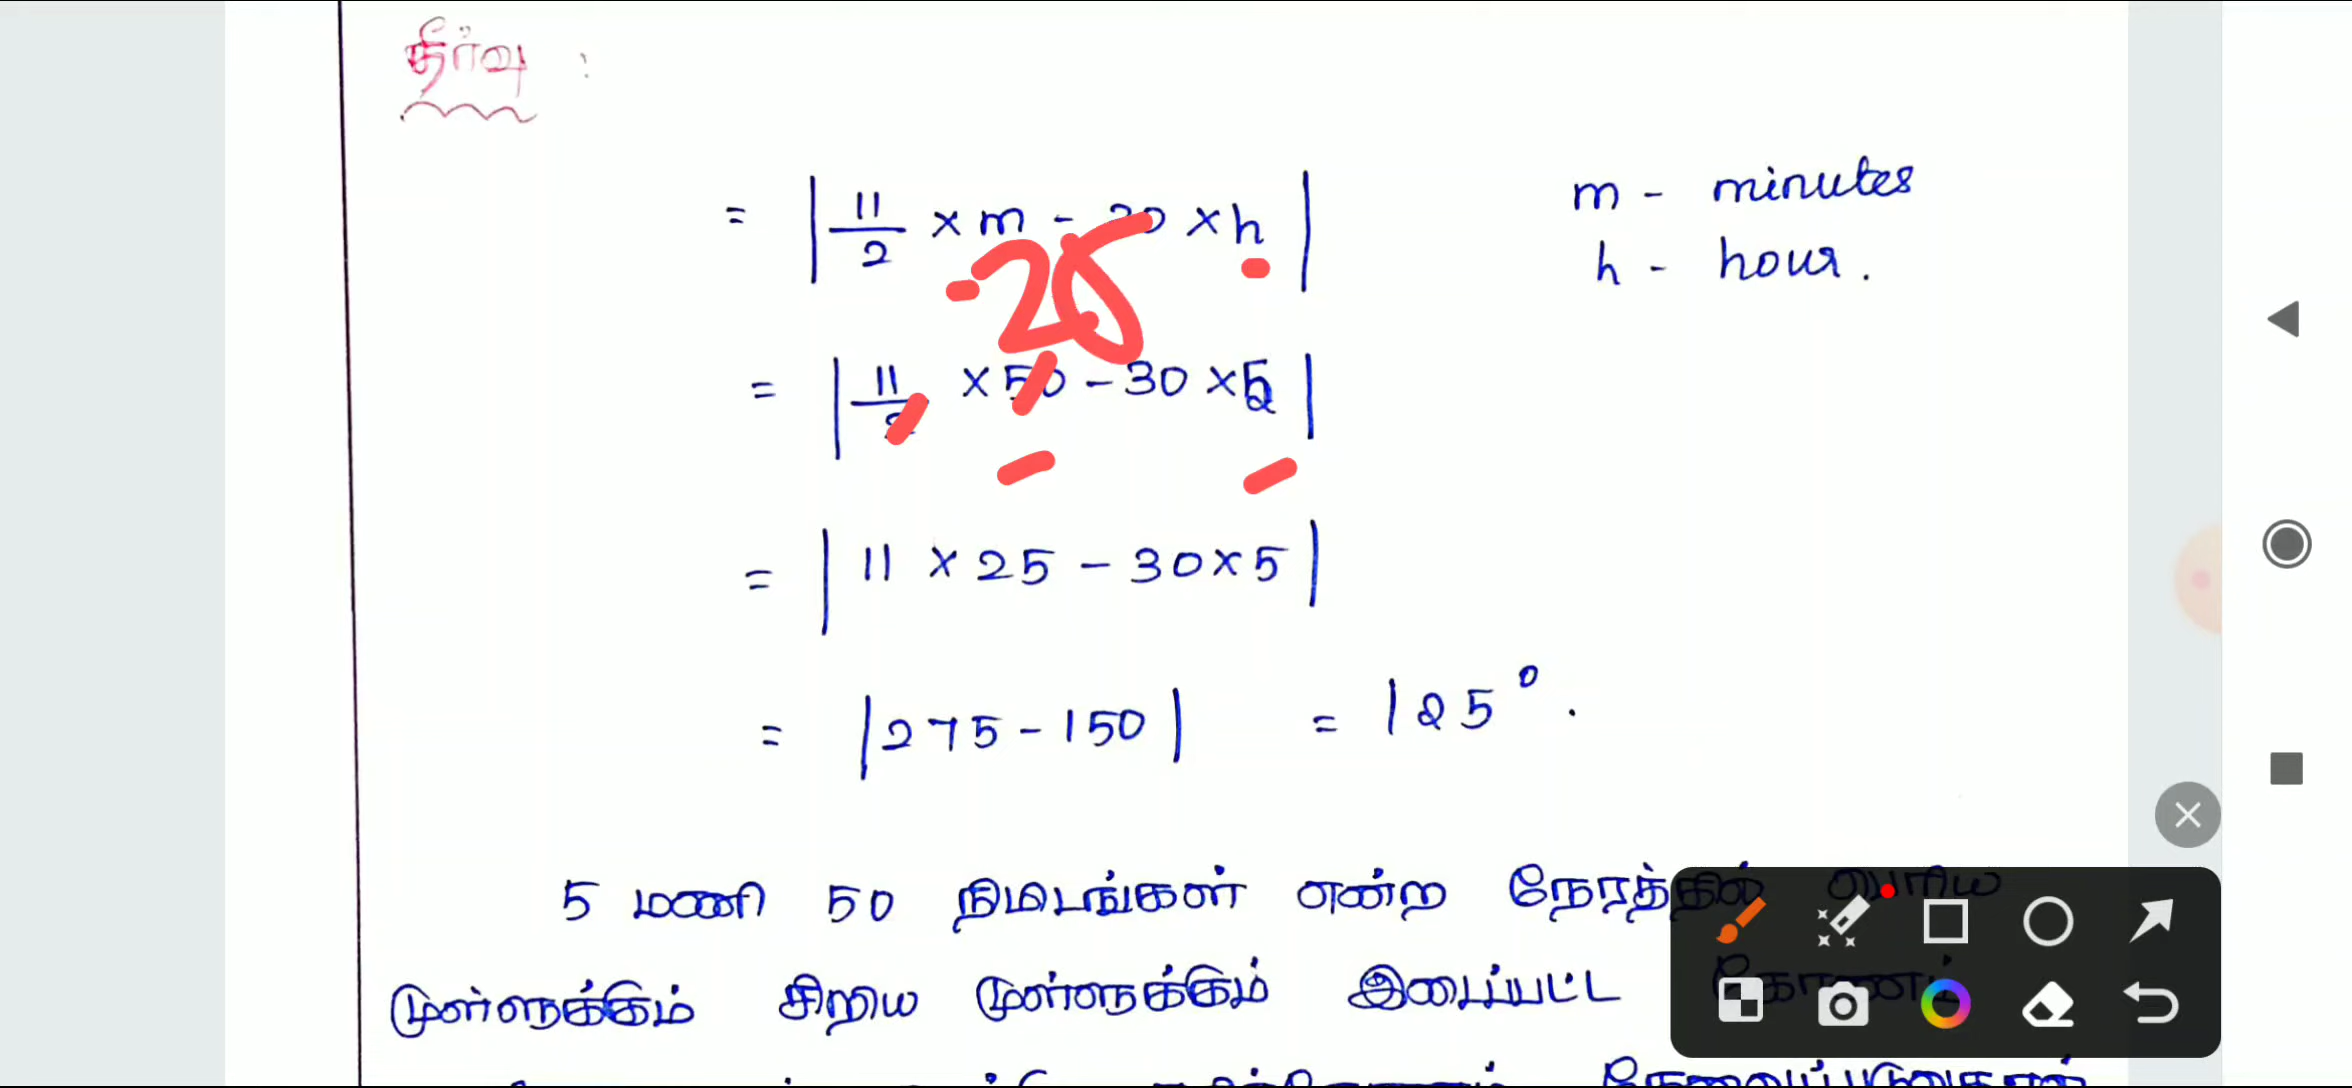 தீர்வு :
= | 11/2 × m - 30 × h |
m - minutes
h - hour.
25
= | 11/2 × 50 - 30 × 5 |
= | 11 × 25 - 30 × 5 |
= | 275 - 150 | = 125°.
5 மணி 50 நிமிடங்கள் என்ற நேரத்தில் பெரிய
முள்ளுக்கும் சிறிய முள்ளுக்கும் இடைப்பட்ட கோணம்